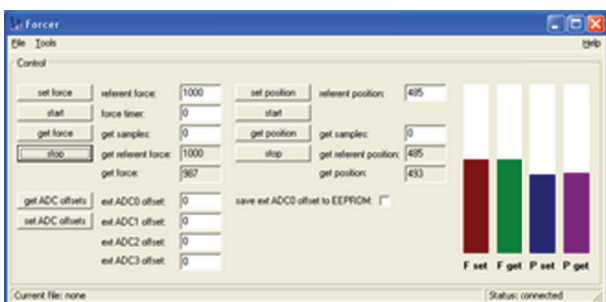 Forcer
File Tools Help
Control
set force referent force: 1000 set position referent position: 485
start force timer: 0 start
get force get samples: 0 get position get samples: 0
stop get referent force: 1000 stop get referent position: 485
get force: 987 get position: 493
get ADC offsets ext ADC0 offset: 0 save ext ADC0 offset to EEPROM:
set ADC offsets ext ADC1 offset: 0
ext ADC2 offset: 0
ext ADC3 offset: 0
F set F get P set P get
Current file: none Status: connected